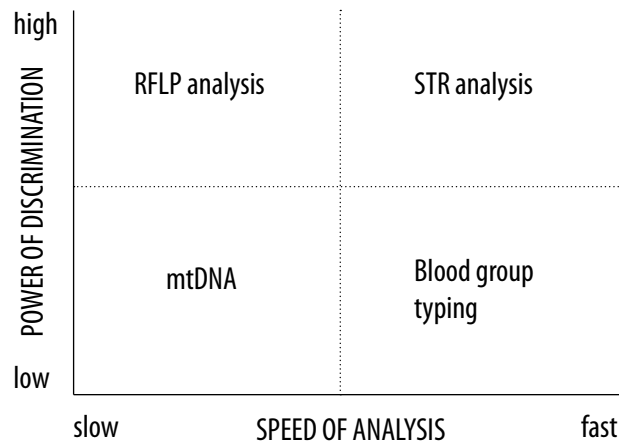 high
RFLP analysis
STR analysis
POWER OF DISCRIMINATION
mtDNA
Blood group
typing
low
slow
SPEED OF ANALYSIS
fast